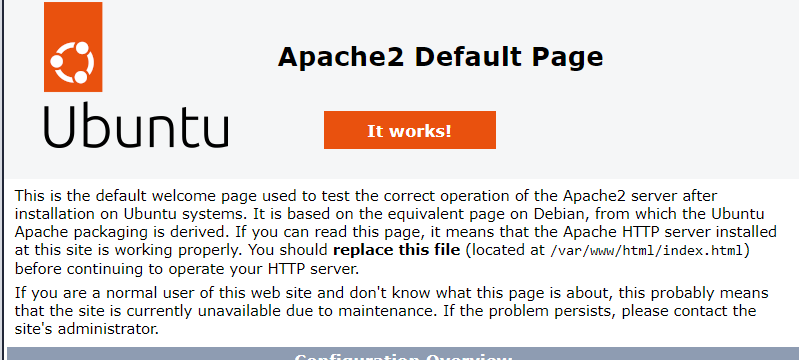 Apache2 Default Page
Ubuntu
It works!
This is the default welcome page used to test the correct operation of the Apache2 server after
installation on Ubuntu systems. It is based on the equivalent page on Debian, from which the Ubuntu
Apache packaging is derived. If you can read this page, it means that the Apache HTTP server installed
at this site is working properly. You should replace this file (located at /var/www/html/index.html)
before continuing to operate your HTTP server.
If you are a normal user of this web site and don't know what this page is about, this probably means
that the site is currently unavailable due to maintenance. If the problem persists, please contact the
site's administrator.
Configuration Overview